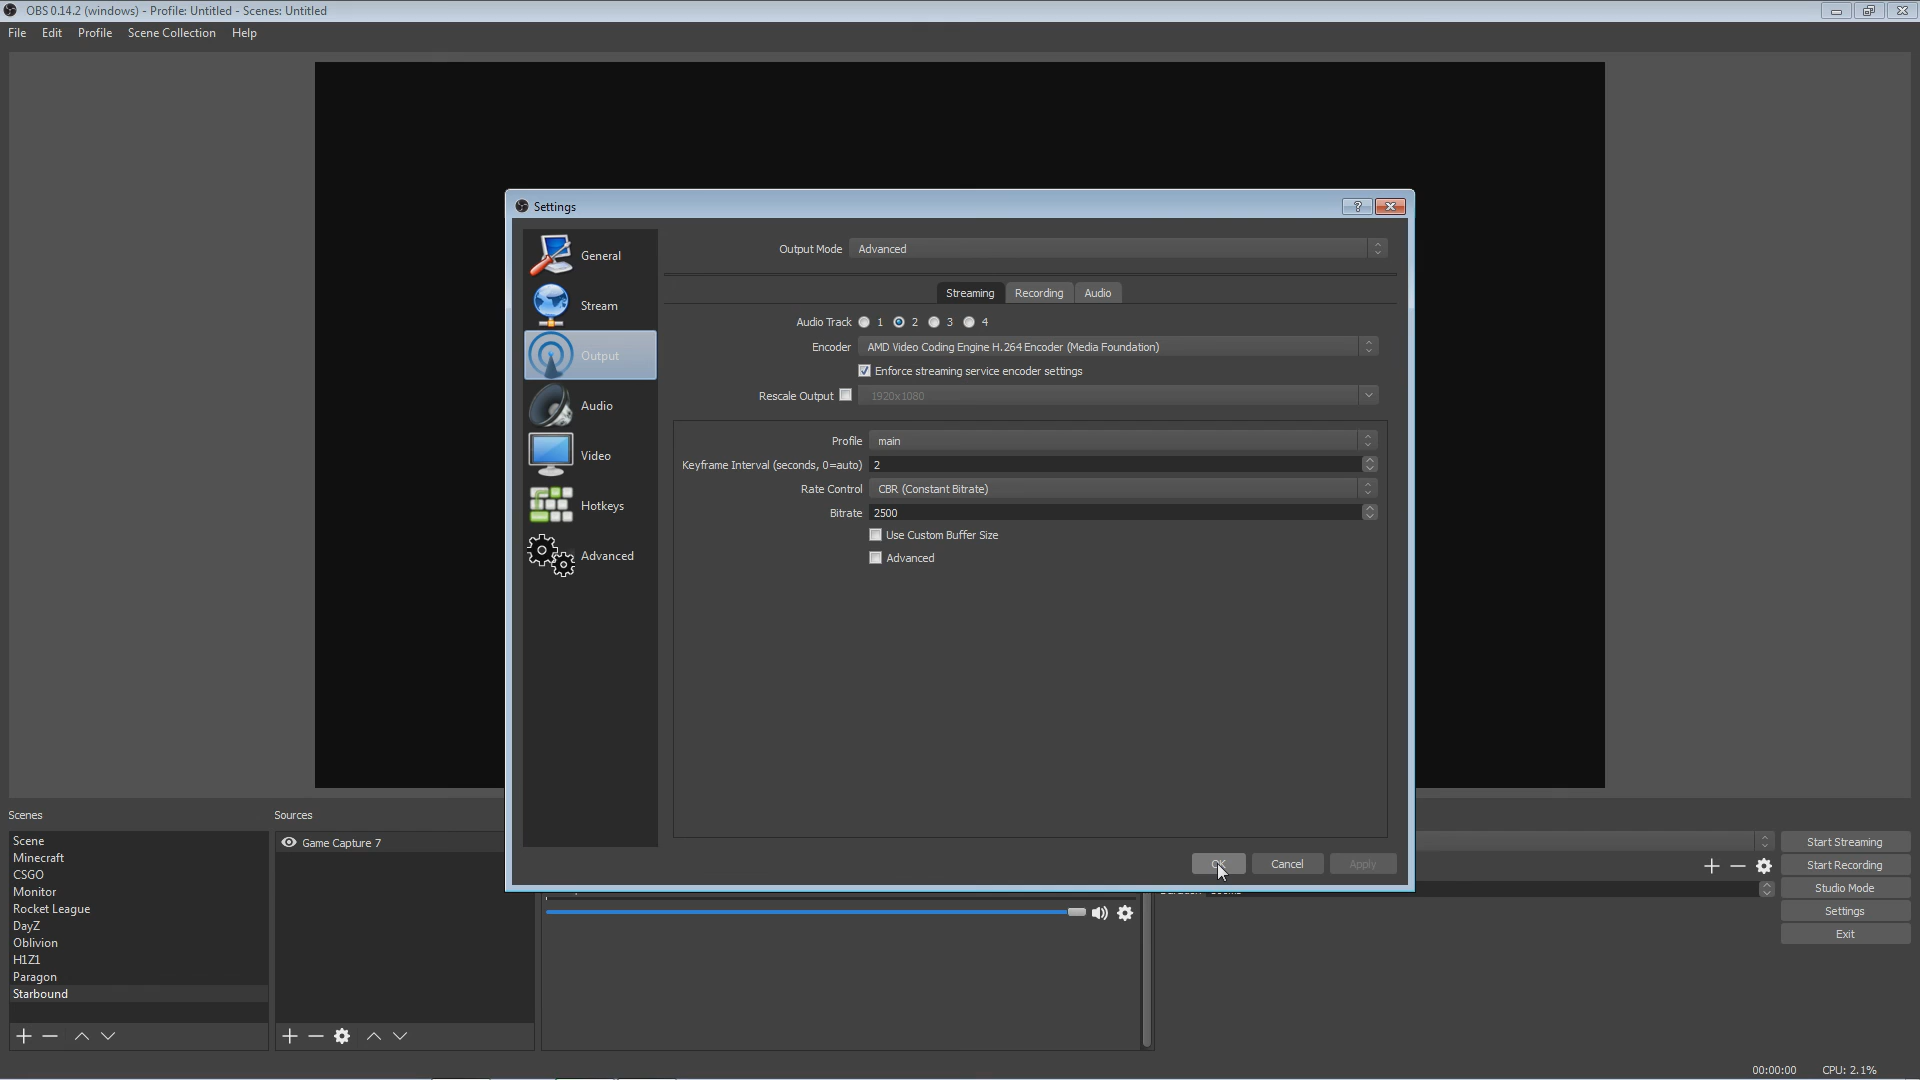 OBS 0.14.2 (windows) - Profile: Untitled - Scenes: Untitled
File Edit Profile Scene Collection Help
Settings
?
General
Stream
Output
Audio
Video
Hotkeys
Advanced
Output Mode Advanced
Streaming Recording Audio
Audio Track 1 2 3 4
Encoder AMD Video Coding Engine H.264 Encoder (Media Foundation)
Enforce streaming service encoder settings
Rescale Output 1920x1080
Profile main
Keyframe Interval (seconds, 0=auto) 2
Rate Control CBR (Constant Bitrate)
Bitrate 2500
Use Custom Buffer Size
Advanced
OK Cancel Apply
Scenes
Scene
Minecraft
CSGO
Monitor
Rocket League
DayZ
Oblivion
H1Z1
Paragon
Starbound
Sources
Game Capture 7
Start Streaming
Start Recording
Studio Mode
Settings
Exit
00:00:00 CPU: 2.1%